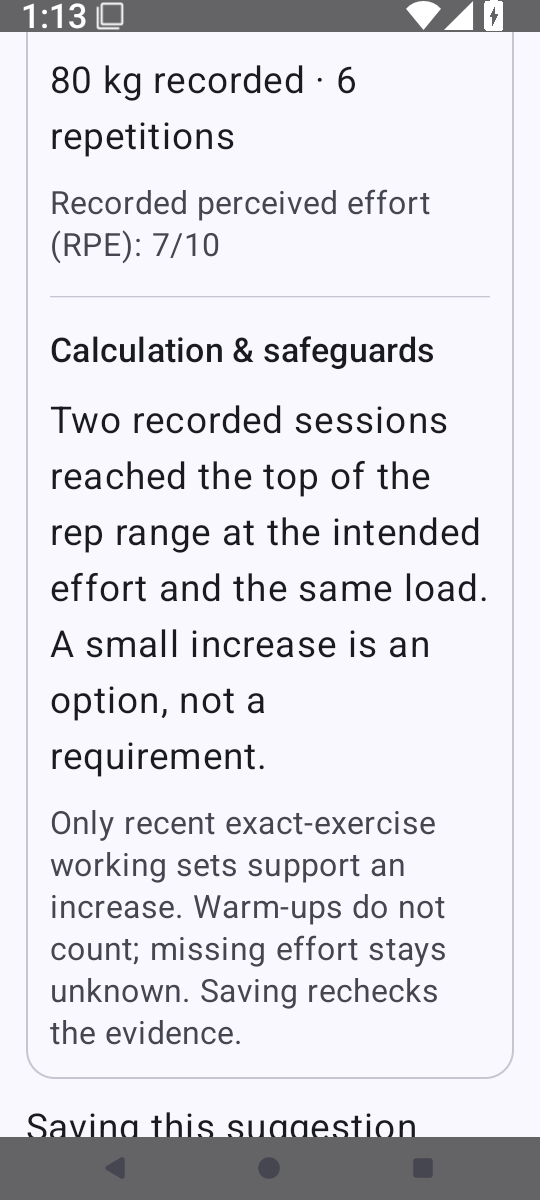 1:13
80 kg recorded · 6
repetitions
Recorded perceived effort
(RPE): 7/10
Calculation & safeguards
Two recorded sessions
reached the top of the
rep range at the intended
effort and the same load.
A small increase is an
option, not a
requirement.
Only recent exact-exercise
working sets support an
increase. Warm-ups do not
count; missing effort stays
unknown. Saving rechecks
the evidence.
Saving this suggestion